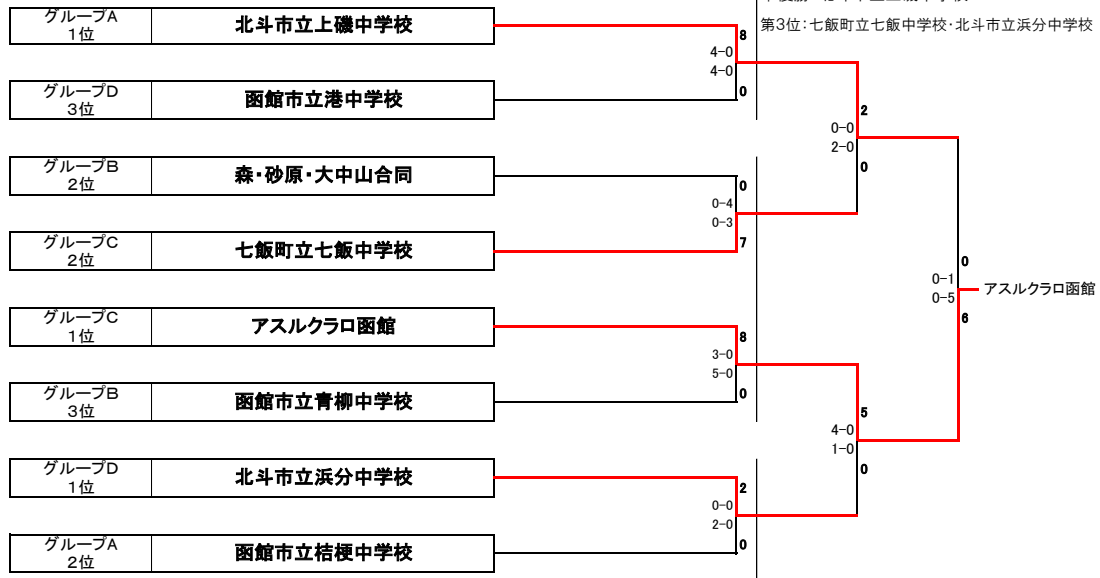 第3位：七飯町立七飯中学校・北斗市立浜分中学校
グループA
1位
北斗市立上磯中学校
8
4-0
4-0
0
グループD
3位
函館市立港中学校
2
0-0
2-0
0
グループB
2位
森・砂原・大中山合同
0
0-4
0-3
7
グループC
2位
七飯町立七飯中学校
0
0-1
0-5
6
アスルクラロ函館
グループC
1位
アスルクラロ函館
8
3-0
5-0
0
グループB
3位
函館市立青柳中学校
5
4-0
1-0
0
グループD
1位
北斗市立浜分中学校
2
0-0
2-0
0
グループA
2位
函館市立桔梗中学校